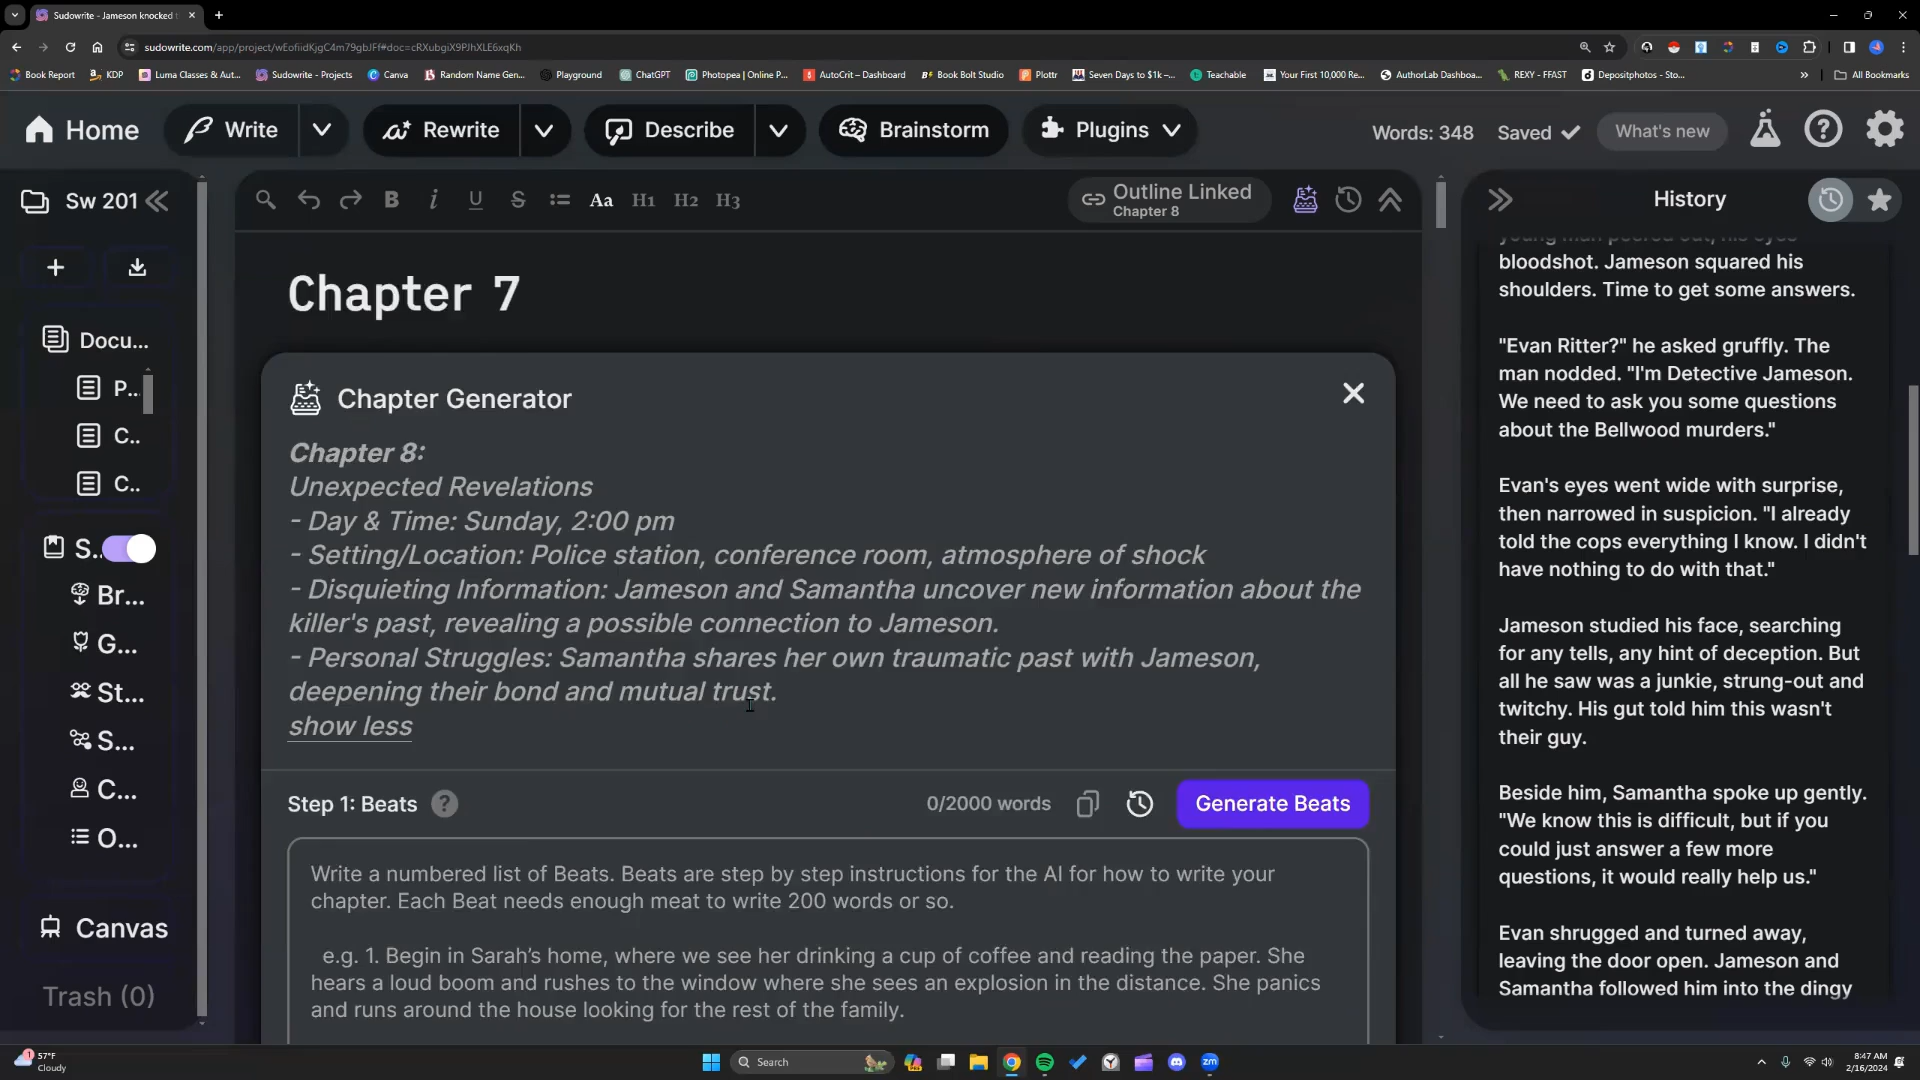 Sudowrite - Jameson knocked t
sudowrite.com/app/project/wEofiidKjgC4m79gbJFf#doc=cRXubgiX9PJhXLE6xqKh
Book Report
KDP
Luma Classes & Aut...
Sudowrite - Projects
Canva
Random Name Gen...
Playground
ChatGPT
Photopea | Online P...
AutoCrit – Dashboard
Book Bolt Studio
Plottr
Seven Days to $1k –...
Teachable
Your First 10,000 Re...
AuthorLab Dashboa...
REXY - FFAST
Depositphotos - Sto...
All Bookmarks
Home
Write
Rewrite
Describe
Brainstorm
Plugins
Words: 348
Saved
What's new
Sw 201
Docu...
P...
C..
C..
S..
Br...
G...
St...
S...
C...
O...
Canvas
Trash (0)
B i U S Aa H1 H2 H3
Outline Linked
Chapter 8
Chapter 7
Chapter Generator
Chapter 8:
Unexpected Revelations
- Day & Time: Sunday, 2:00 pm
- Setting/Location: Police station, conference room, atmosphere of shock
- Disquieting Information: Jameson and Samantha uncover new information about the
killer's past, revealing a possible connection to Jameson.
- Personal Struggles: Samantha shares her own traumatic past with Jameson,
deepening their bond and mutual trust.
show less
Step 1: Beats
0/2000 words
Generate Beats
Write a numbered list of Beats. Beats are step by step instructions for the AI for how to write your
chapter. Each Beat needs enough meat to write 200 words or so.
e.g. 1. Begin in Sarah's home, where we see her drinking a cup of coffee and reading the paper. She
hears a loud boom and rushes to the window where she sees an explosion in the distance. She panics
and runs around the house looking for the rest of the family.
History
young man peered out, his eyes
bloodshot. Jameson squared his
shoulders. Time to get some answers.
"Evan Ritter?" he asked gruffly. The
man nodded. "I'm Detective Jameson.
We need to ask you some questions
about the Bellwood murders."
Evan's eyes went wide with surprise,
then narrowed in suspicion. "I already
told the cops everything I know. I didn't
have nothing to do with that."
Jameson studied his face, searching
for any tells, any hint of deception. But
all he saw was a junkie, strung-out and
twitchy. His gut told him this wasn't
their guy.
Beside him, Samantha spoke up gently.
"We know this is difficult, but if you
could just answer a few more
questions, it would really help us."
Evan shrugged and turned away,
leaving the door open. Jameson and
Samantha followed him into the dingy
1
57°F
Cloudy
Search
zm
8:47 AM
2/16/2024